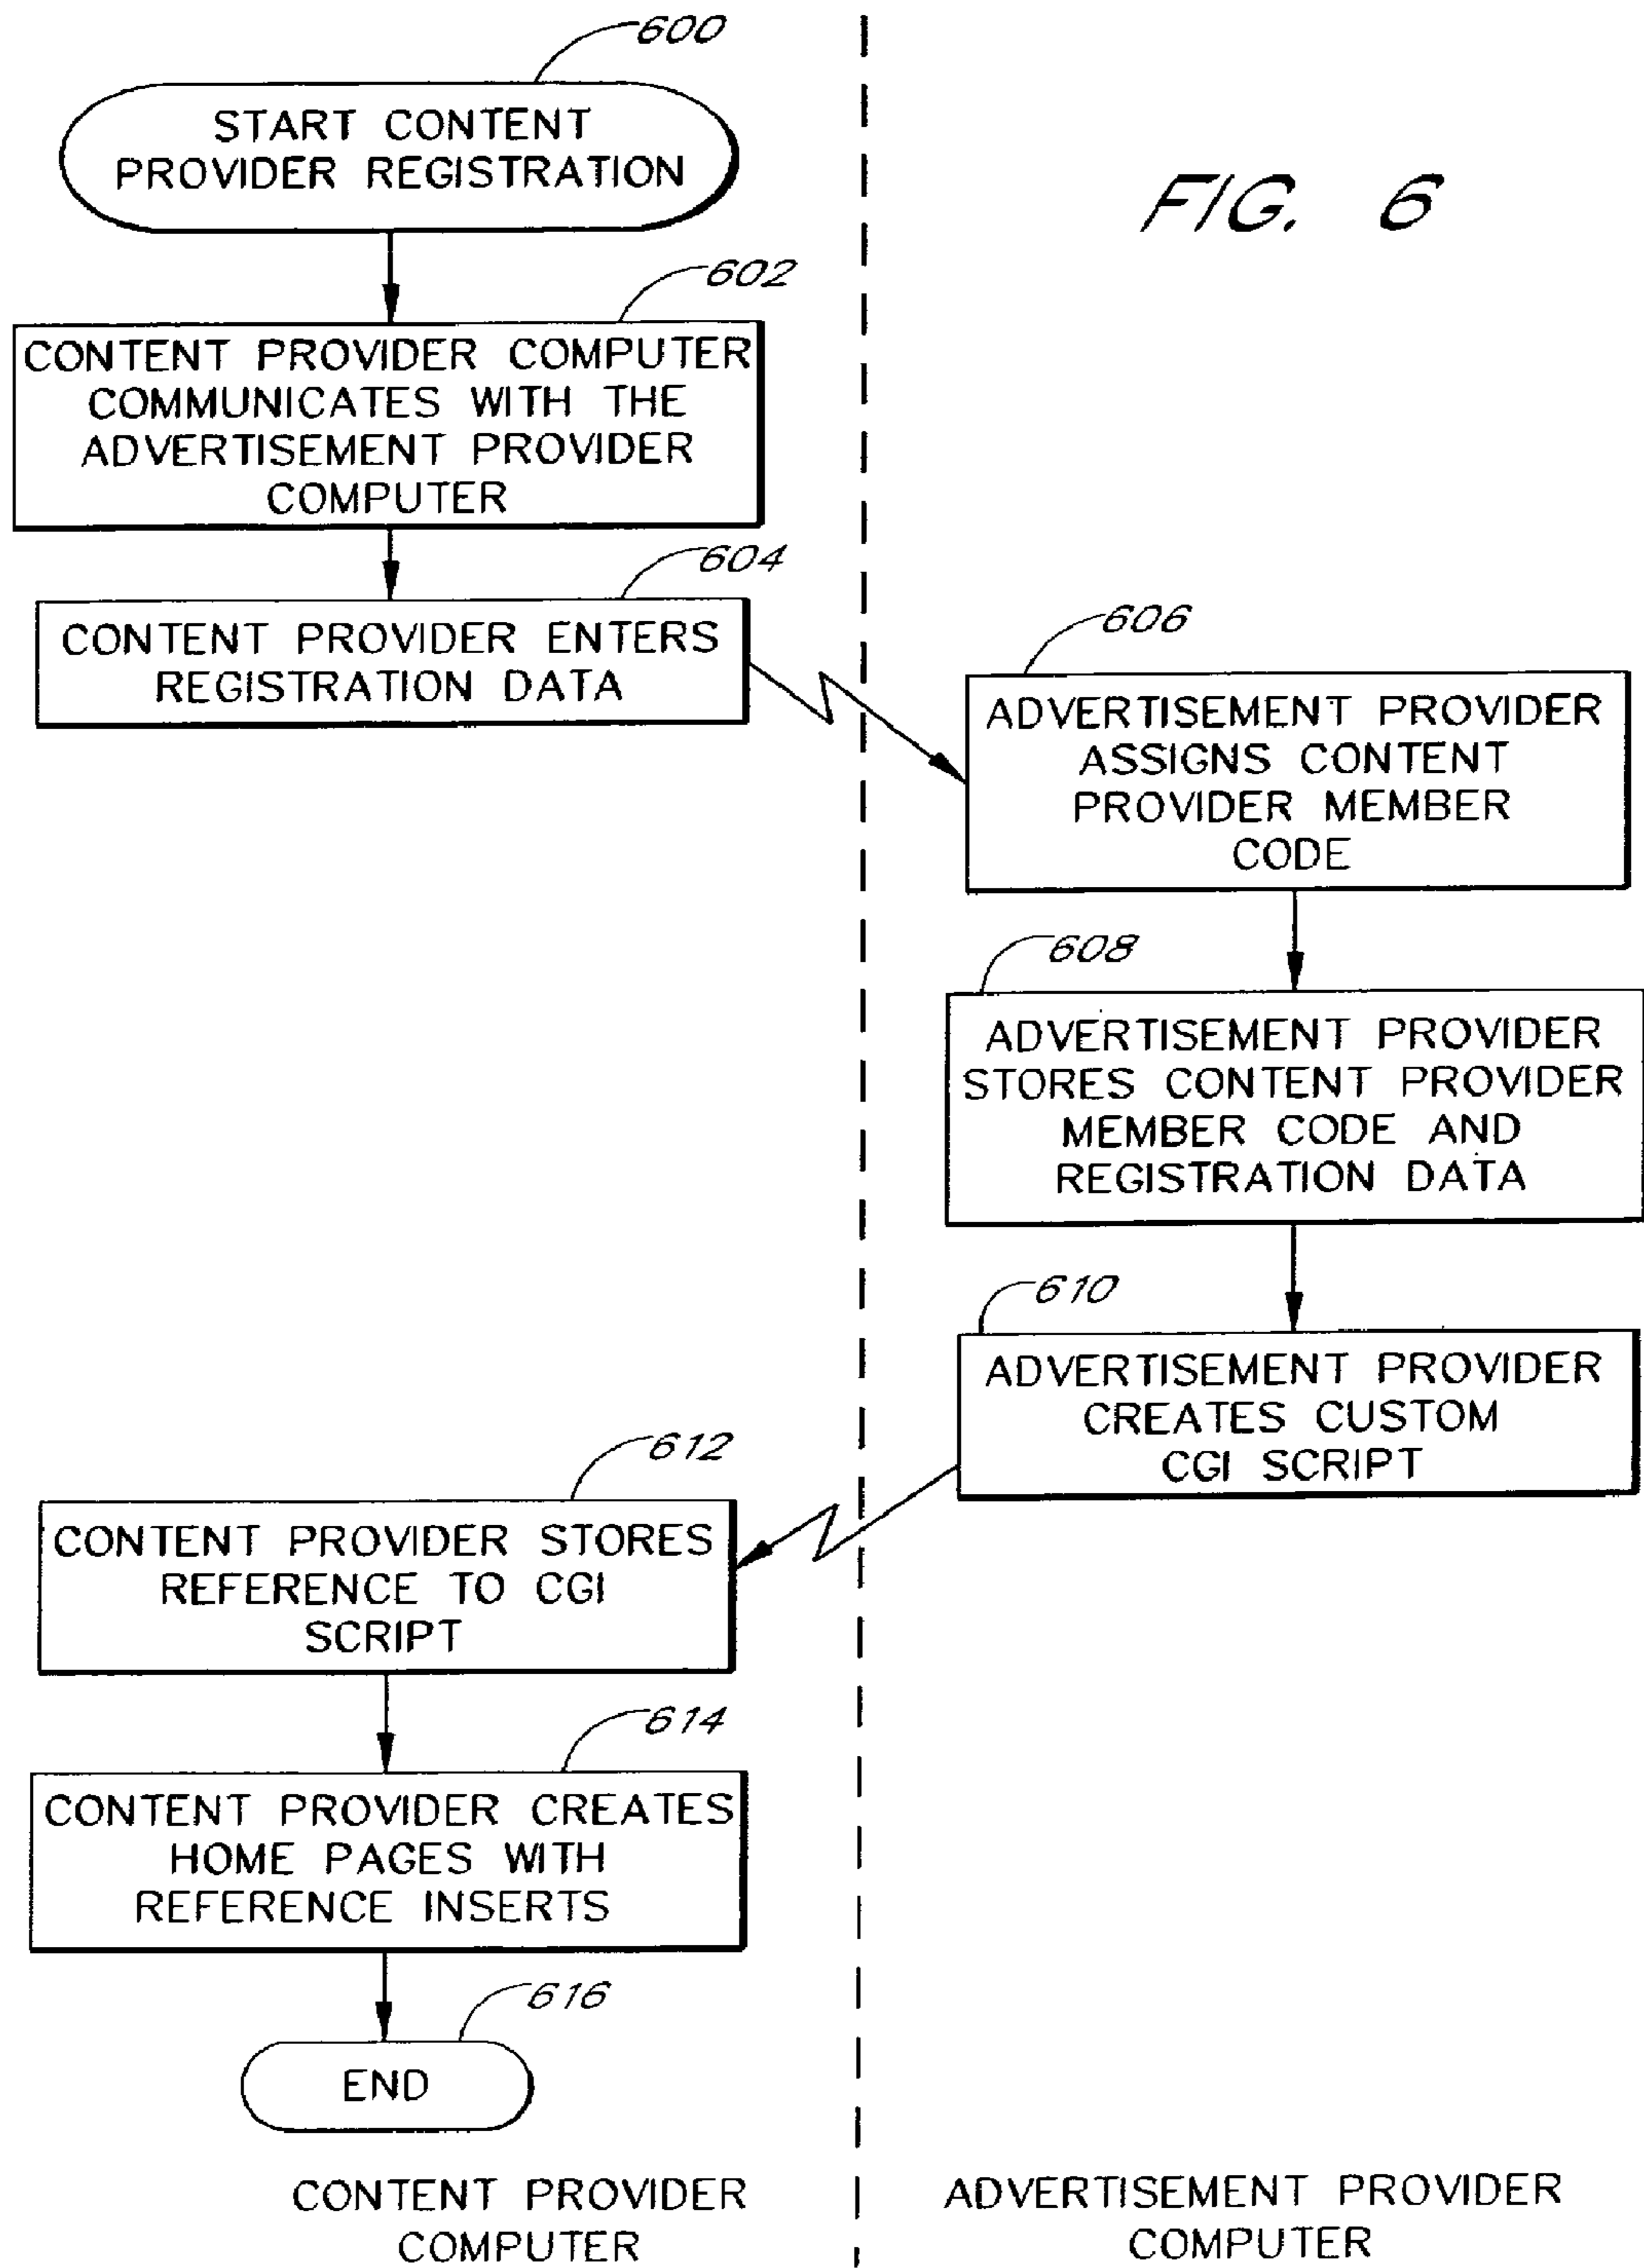 600
START CONTENT
PROVIDER REGISTRATION
FIG. 6
602
CONTENT PROVIDER COMPUTER
COMMUNICATES WITH THE
ADVERTISEMENT PROVIDER
COMPUTER
604
CONTENT PROVIDER ENTERS
REGISTRATION DATA
606
ADVERTISEMENT PROVIDER
ASSIGNS CONTENT
PROVIDER MEMBER
CODE
608
ADVERTISEMENT PROVIDER
STORES CONTENT PROVIDER
MEMBER CODE AND
REGISTRATION DATA
610
ADVERTISEMENT PROVIDER
CREATES CUSTOM
CGI SCRIPT
612
CONTENT PROVIDER STORES
REFERENCE TO CGI
SCRIPT
614
CONTENT PROVIDER CREATES
HOME PAGES WITH
REFERENCE INSERTS
616
END
CONTENT PROVIDER
COMPUTER
ADVERTISEMENT PROVIDER
COMPUTER